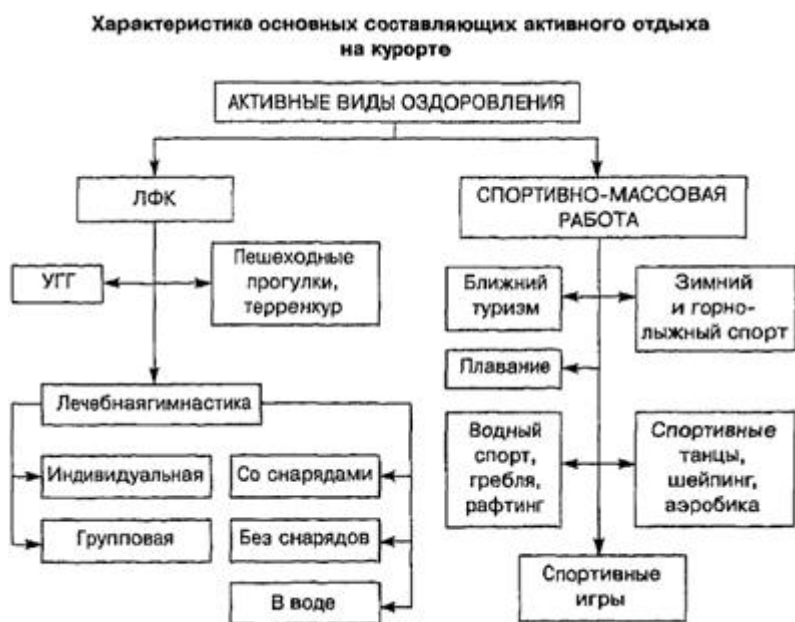 Характеристика основных составляющих активного отдыха
на курорте
АКТИВНЫЕ ВИДЫ ОЗДОРОВЛЕНИЯ
ЛФК
СПОРТИВНО-МАССОВАЯ
РАБОТА
УГГ
Пешеходные
прогулки,
терренкур
Ближний
туризм
Зимний
и горно-
лыжный спорт
Плавание
Лечебнаягимнастика
Индивидуальная
Со снарядами
Водный
спорт,
гребля,
рафтинг
Спортивные
танцы,
шейпинг,
аэробика
Групповая
Без снарядов
В воде
Спортивные
игры